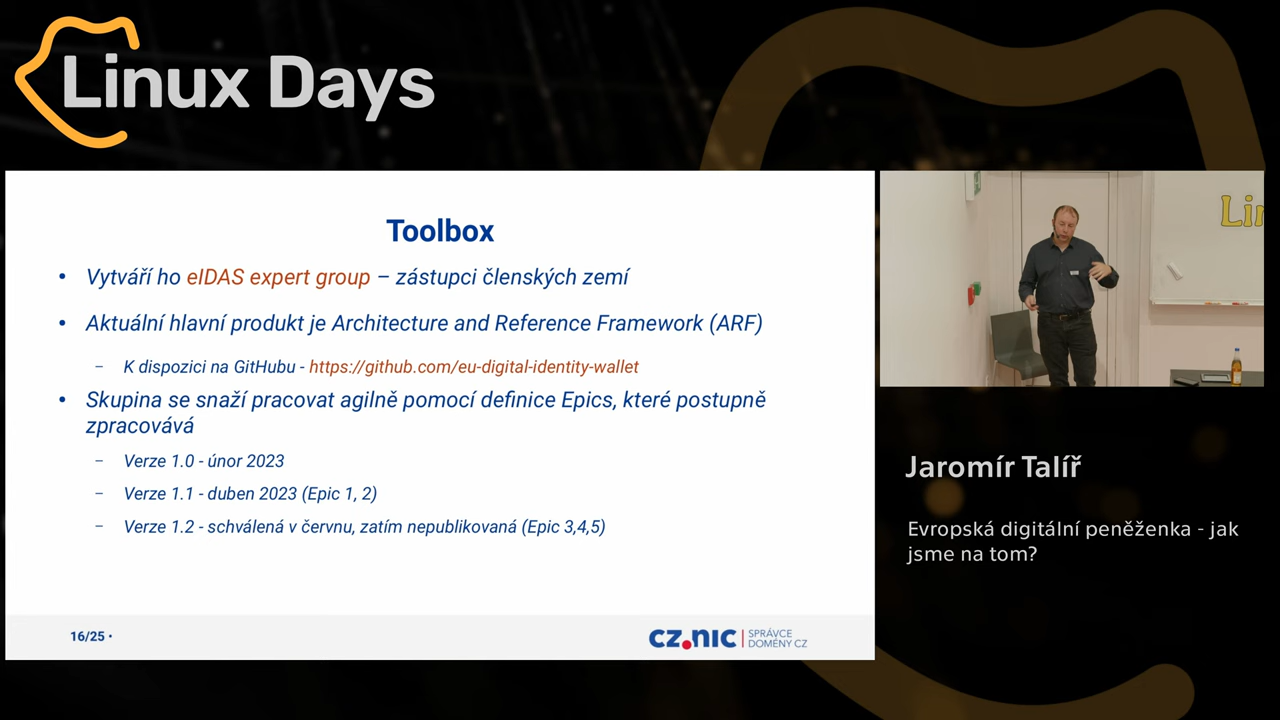 Linux Days
Toolbox
• Vytváří ho eIDAS expert group – zástupci členských zemí
• Aktuální hlavní produkt je Architecture and Reference Framework (ARF)
– K dispozici na GitHubu - https://github.com/eu-digital-identity-wallet
• Skupina se snaží pracovat agilně pomocí definice Epics, které postupně
zpracovává
– Verze 1.0 - únor 2023
– Verze 1.1 - duben 2023 (Epic 1, 2)
– Verze 1.2 - schválená v červnu, zatím nepublikovaná (Epic 3,4,5)
16/25 •
cz.nic | SPRÁVCE
DOMÉNY CZ
Lin
Jaromír Talíř
Evropská digitální peněženka - jak
jsme na tom?